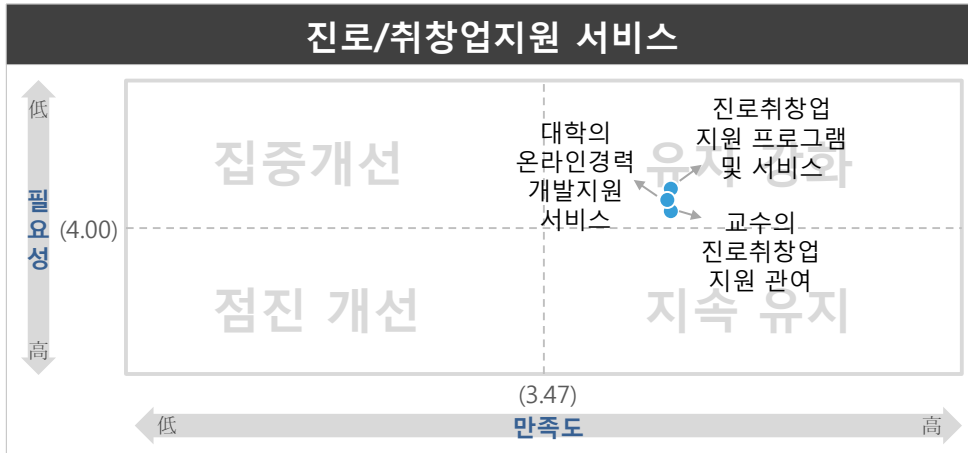 진로/취창업지원 서비스
低
필
요
성
(4.00)
高
집중개선
유지 강화
대학의
온라인경력
개발지원
서비스
진로취창업
지원 프로그램
및 서비스
교수의
진로취창업
지원 관여
점진 개선
지속 유지
(3.47)
低
만족도
高